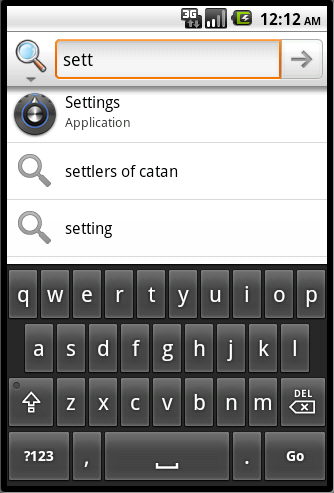 3G 12:12 AM
sett
Settings
Application
settlers of catan
setting
q w e r t y u i o p
a s d f g h j k l
z x c v b n m DEL
?123 , . Go